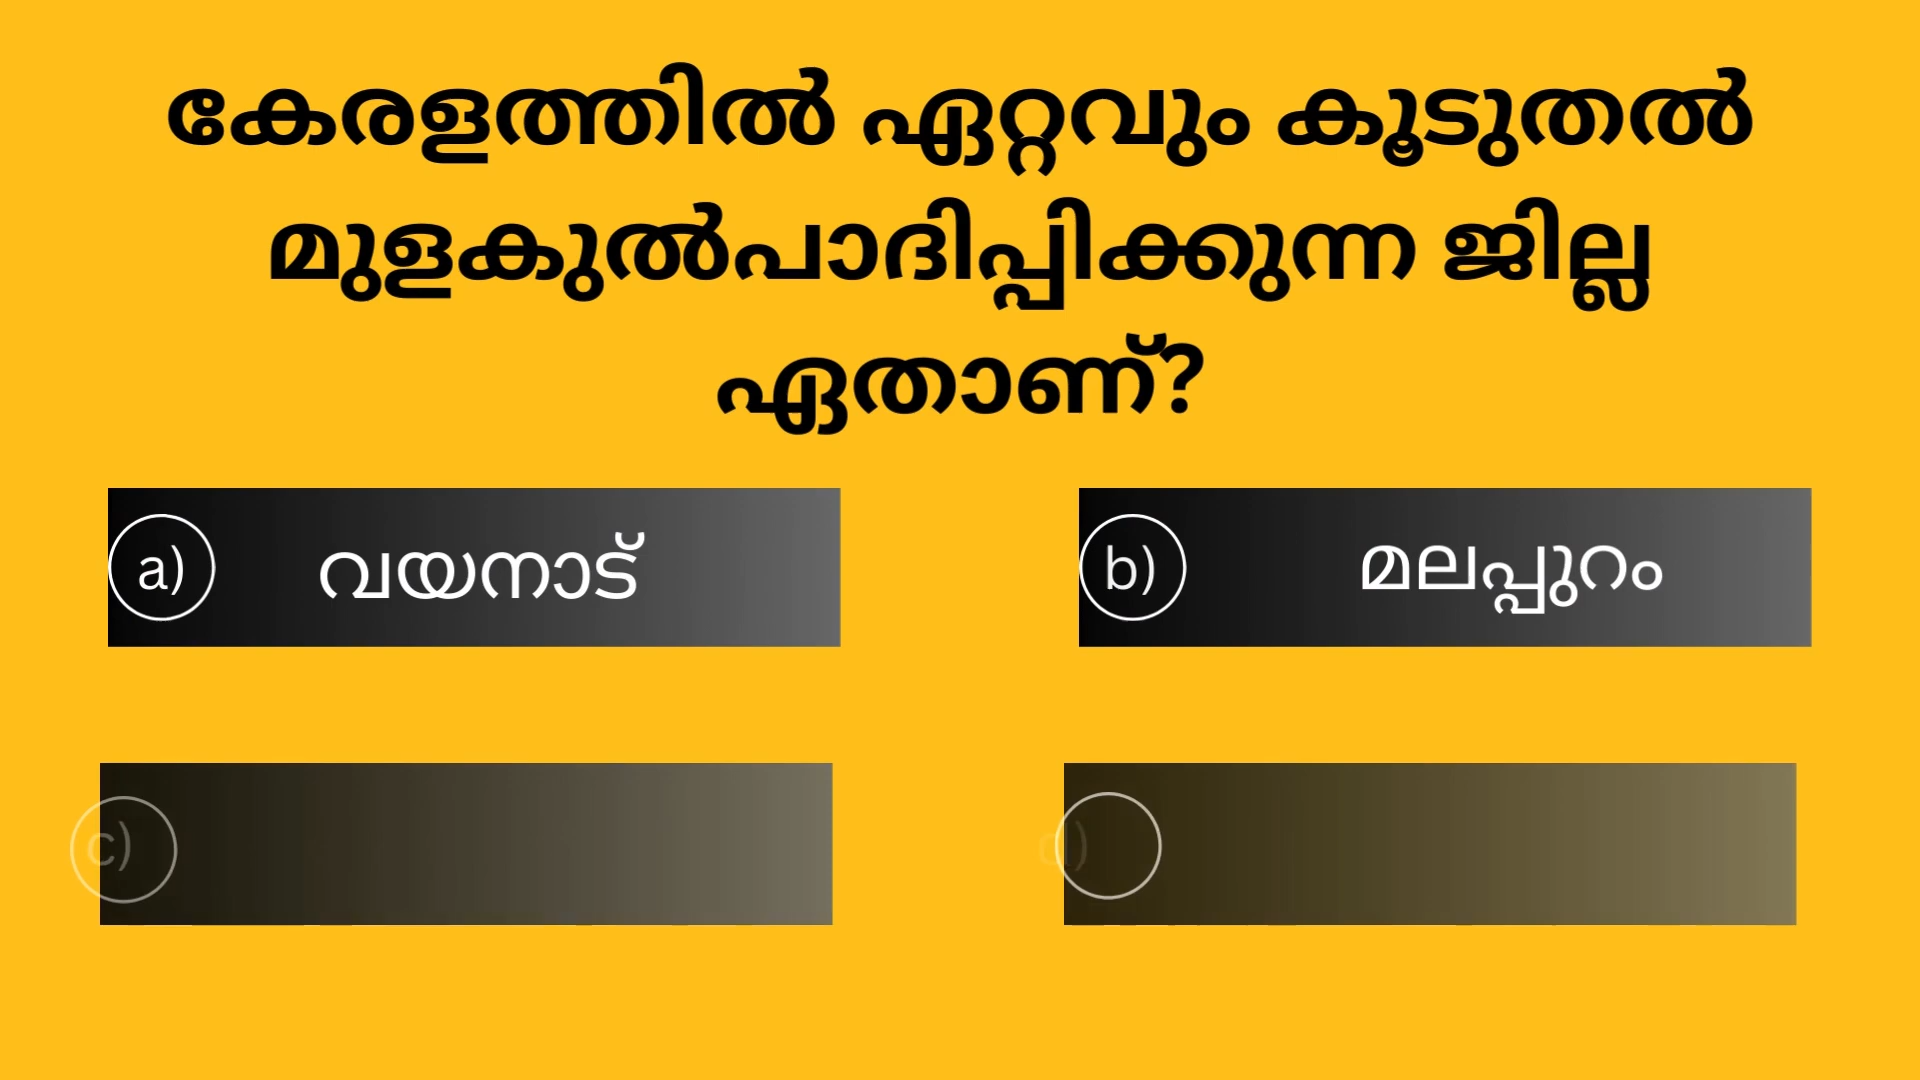 കേരളത്തിൽ ഏറ്റവും കൂടുതൽ
മുളകുൽപാദിപ്പിക്കുന്ന ജില്ല
ഏതാണ്?
a) വയനാട്
b) മലപ്പുറം
c)
d)